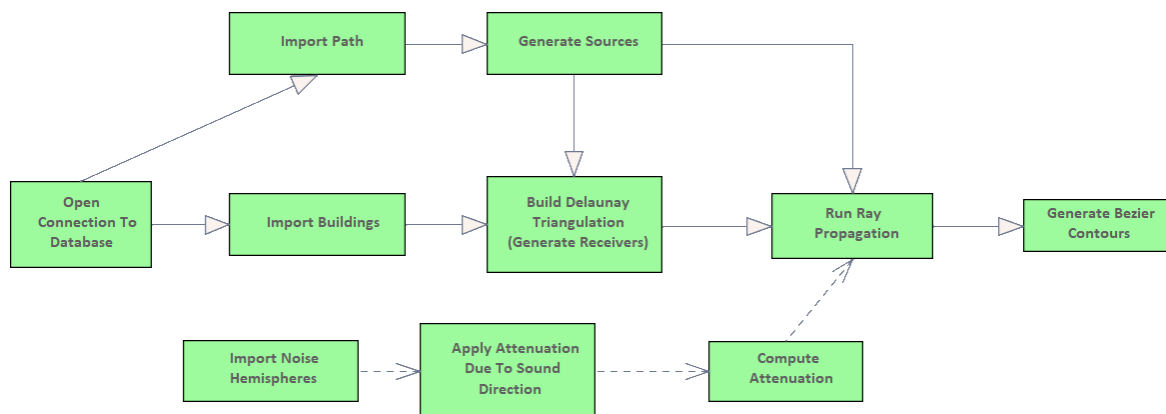 Import Path
Generate Sources
Open
Connection To
Database
Import Buildings
Build Delaunay
Triangulation
(Generate Receivers)
Run Ray
Propagation
Generate Bezier
Contours
Import Noise
Hemispheres
Apply Attenuation
Due To Sound
Direction
Compute
Attenuation